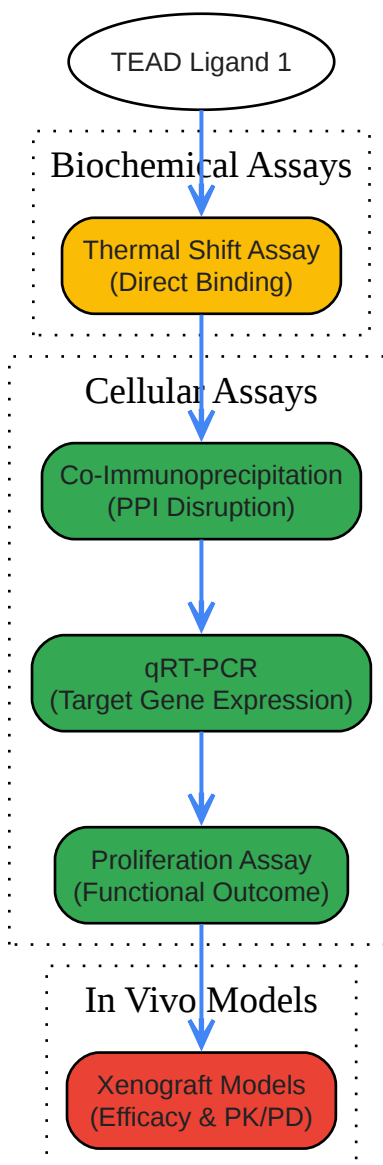 TEAD Ligand 1
Biochemical Assays
Thermal Shift Assay
(Direct Binding)
Cellular Assays
Co-Immunoprecipitation
(PPI Disruption)
qRT-PCR
(Target Gene Expression)
Proliferation Assay
(Functional Outcome)
In Vivo Models
Xenograft Models
(Efficacy & PK/PD)